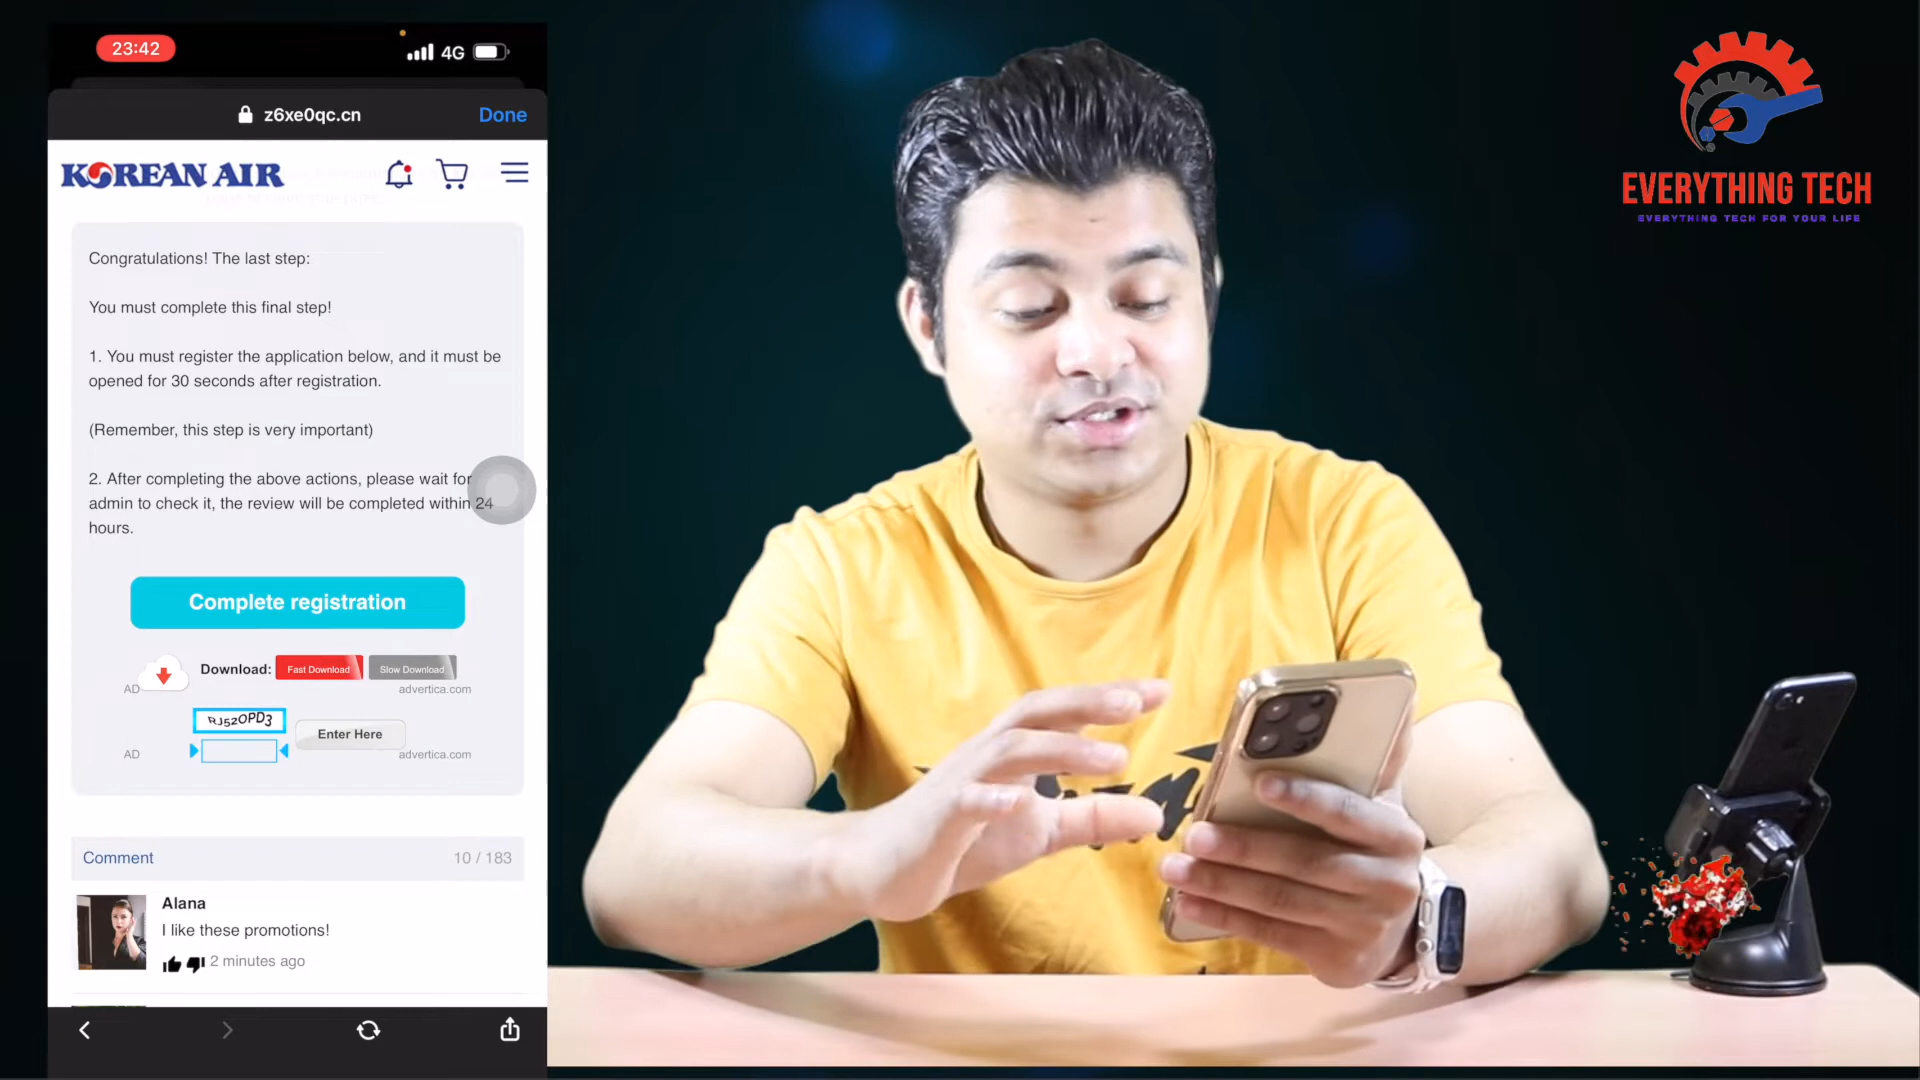 23:42
4G
z6xe0qc.cn
Done
KOREAN AIR
Congratulations! The last step:
You must complete this final step!
1. You must register the application below, and it must be
opened for 30 seconds after registration.
(Remember, this step is very important)
2. After completing the above actions, please wait for
admin to check it, the review will be completed within 24
hours.
Complete registration
Download:
Fast Download
Slow Download
AD
advertica.com
RJ52OPD3
Enter Here
AD
advertica.com
Comment
10 / 183
Alana
I like these promotions!
2 minutes ago
EVERYTHING TECH
EVERYTHING TECH FOR YOUR LIFE